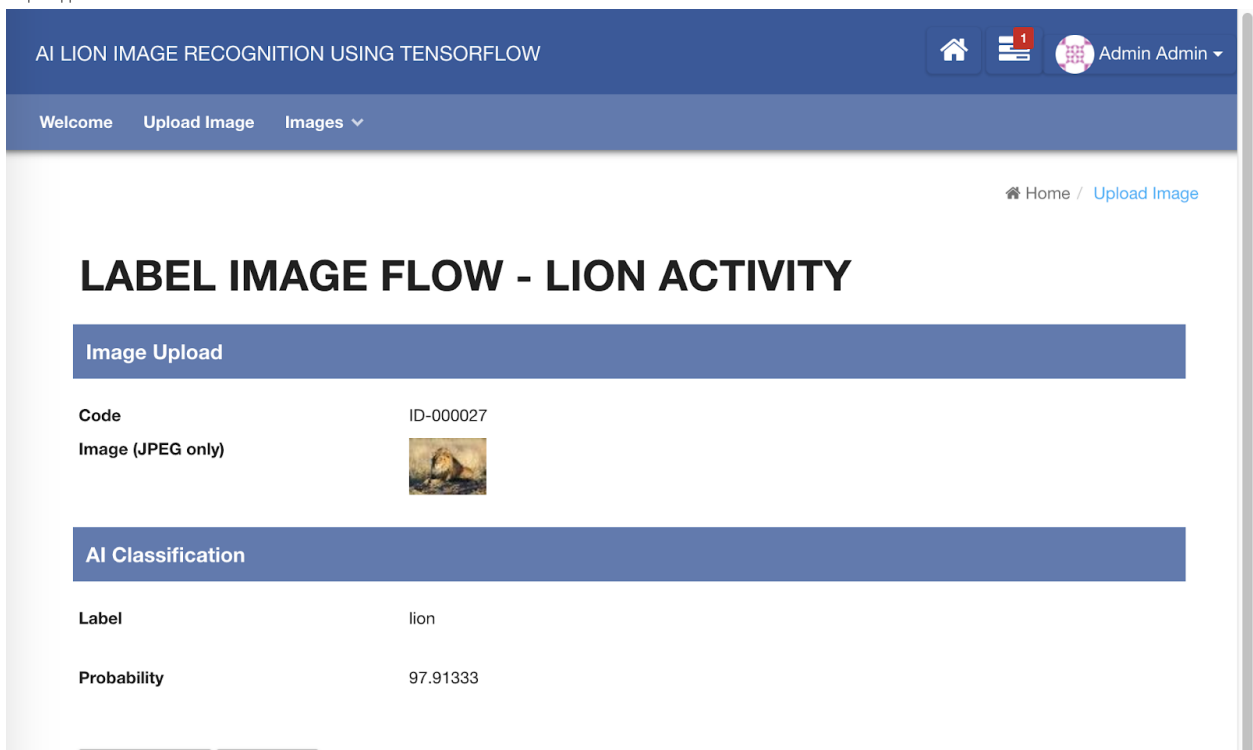 AI LION IMAGE RECOGNITION USING TENSORFLOW
1
Admin Admin
Welcome Upload Image Images
Home / Upload Image
LABEL IMAGE FLOW - LION ACTIVITY
Image Upload
Code ID-000027
Image (JPEG only)
AI Classification
Label lion
Probability 97.91333